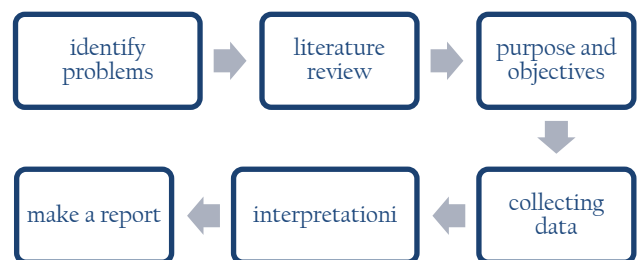 identify
problems
literature
review
purpose and
objectives
collecting
data
interpretationi
make a report